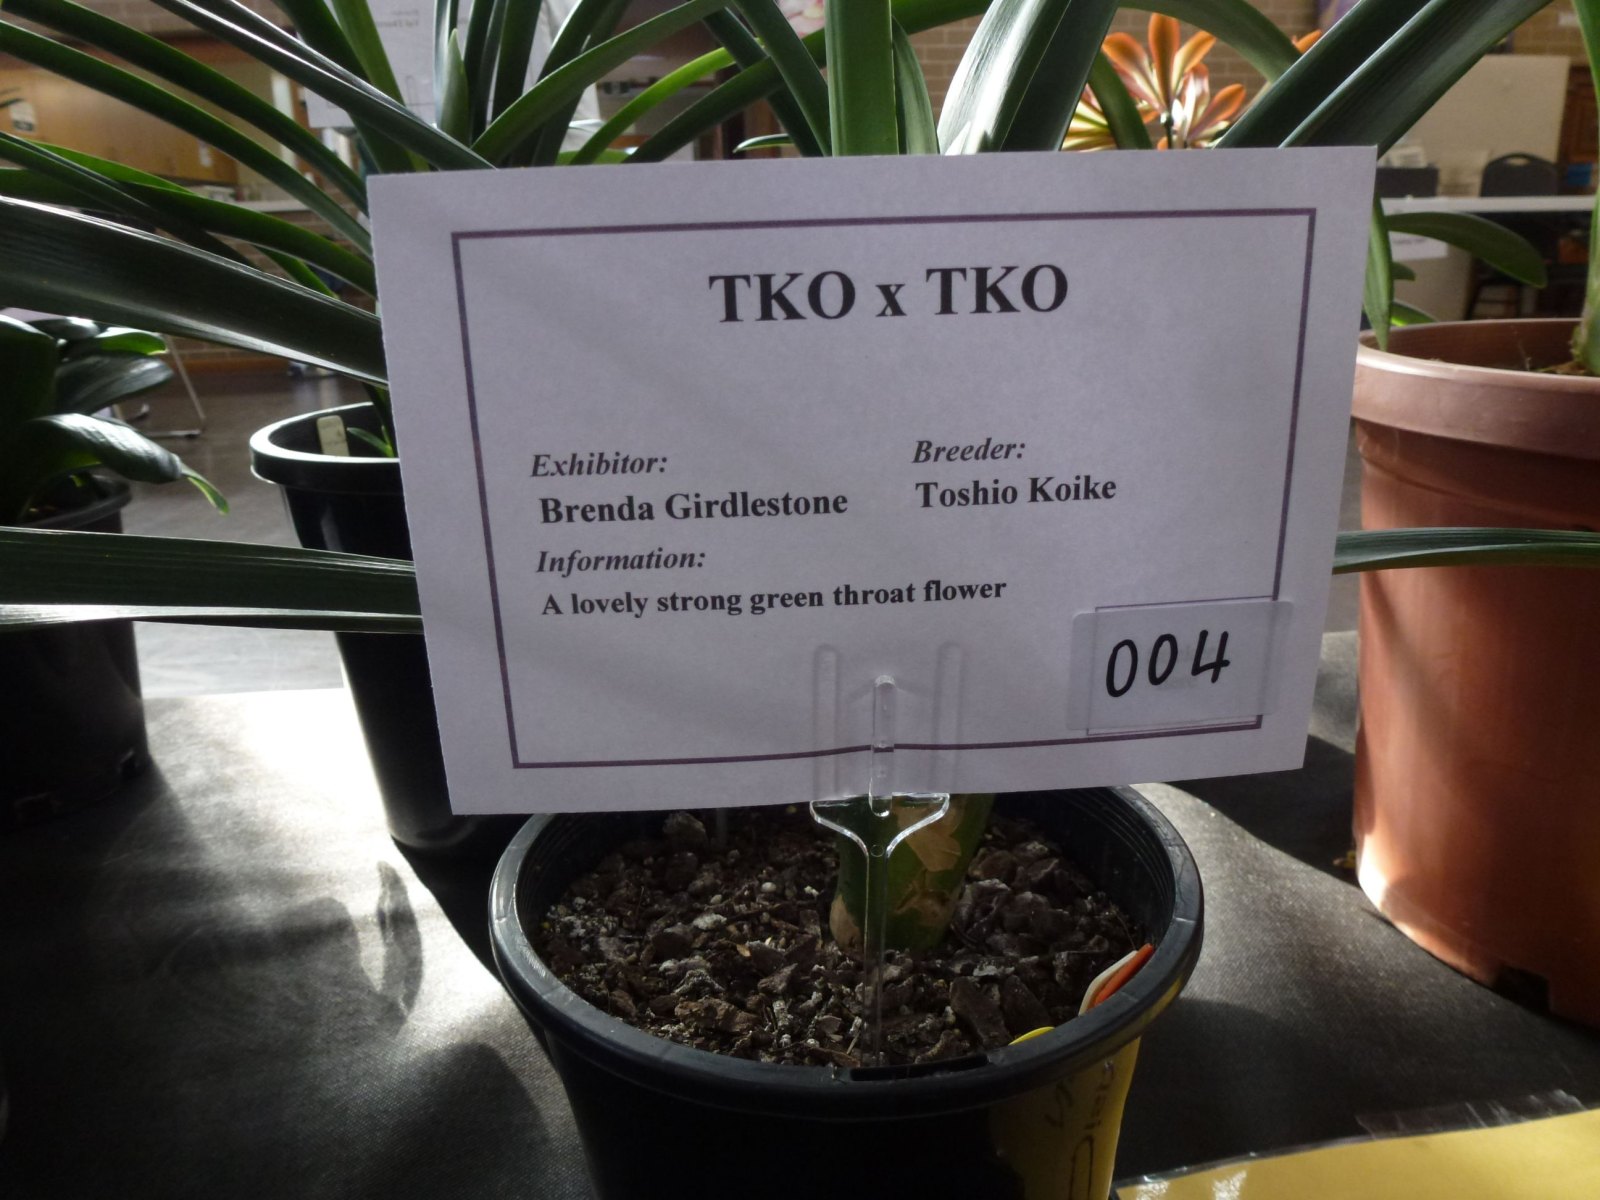 TKO x TKO
Exhibitor:
Breeder:
Brenda Girdlestone
Toshio Koike
Information:
A lovely strong green throat flower
004